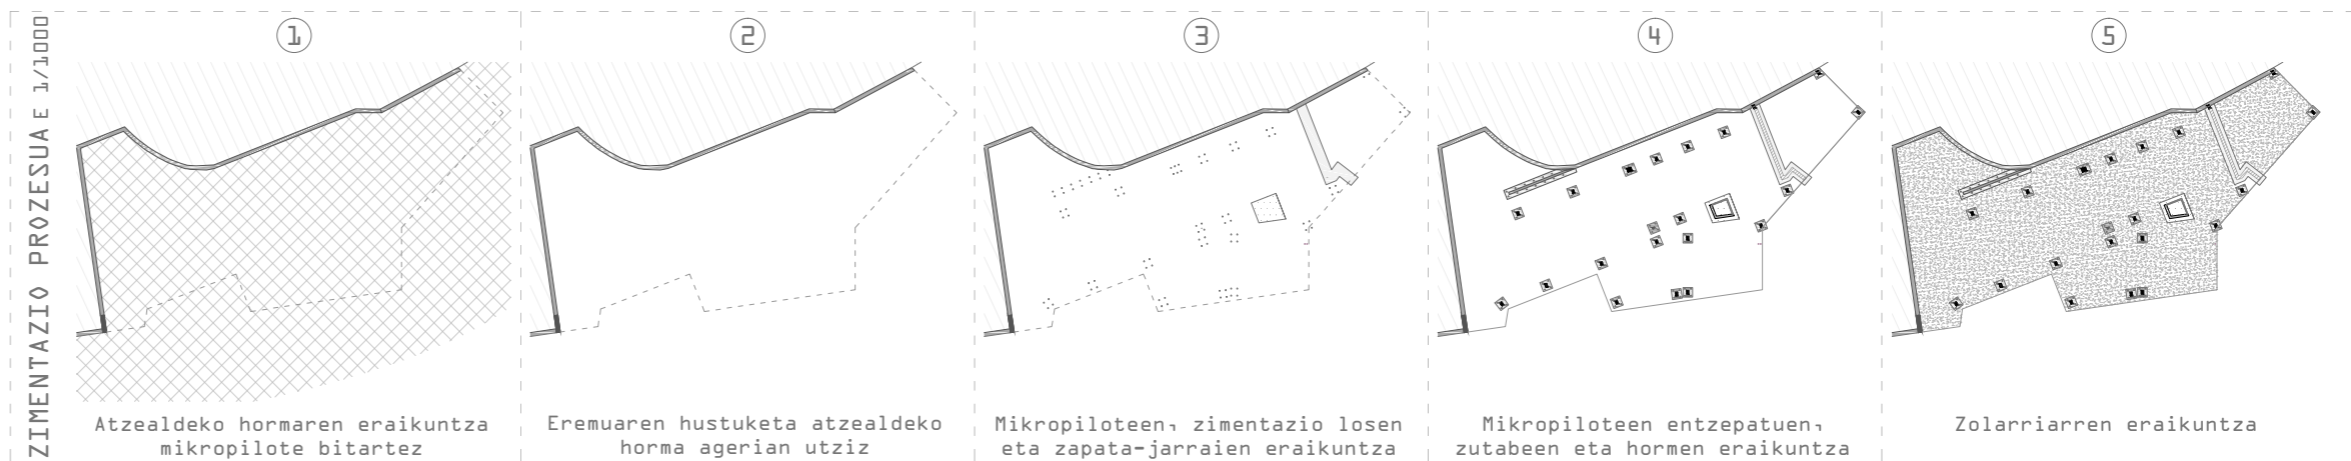 ZIMENTAZIO PROZESUA E 1/1000
1
2
3
4
5
Atzealdeko hormaren eraikuntza
mikropilote bitartez
Eremuaren hustuketa atzealdeko
horma agerian utziz
Mikropiloteen, zimentazio losen
eta zapata-jarraien eraikuntza
Mikropiloteen entzepatuen,
zutabeen eta hormen eraikuntza
Zolarriarren eraikuntza